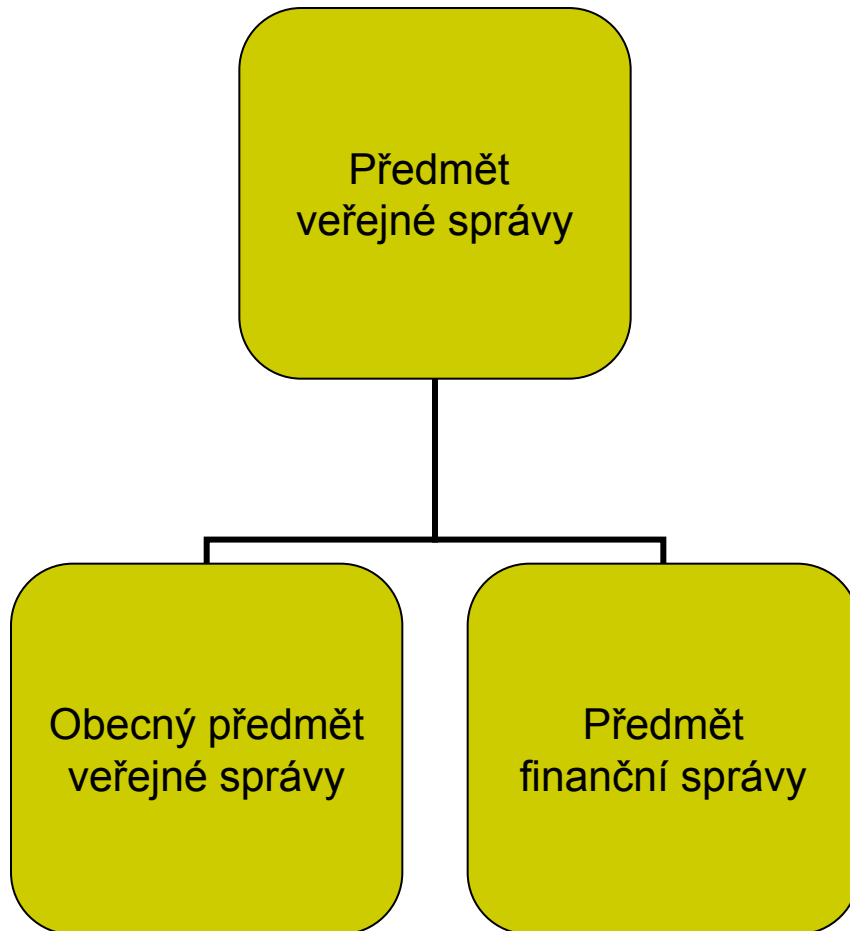 Předmět
veřejné správy
Obecný předmět
veřejné správy
Předmět
finanční správy